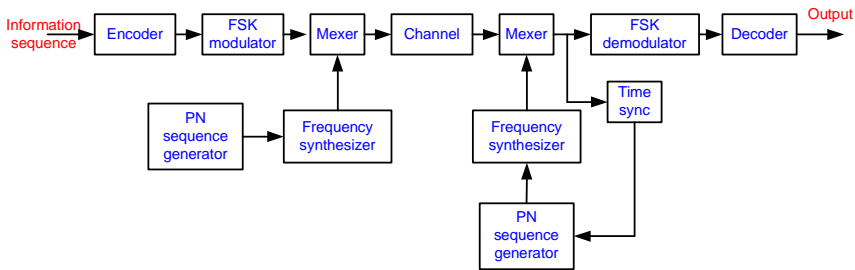 Information
sequence
Encoder
FSK
modulator
Mexer
Channel
Mexer
FSK
demodulator
Decoder
Output
PN
sequence
generator
Frequency
synthesizer
Frequency
synthesizer
Time
sync
PN
sequence
generator